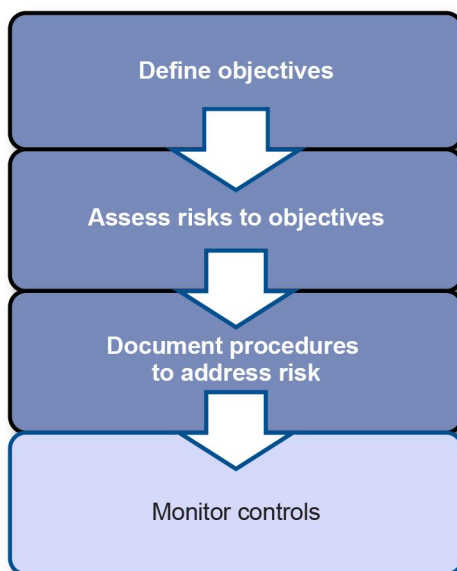 Define objectives
Assess risks to objectives
Document procedures
to address risk
Monitor controls